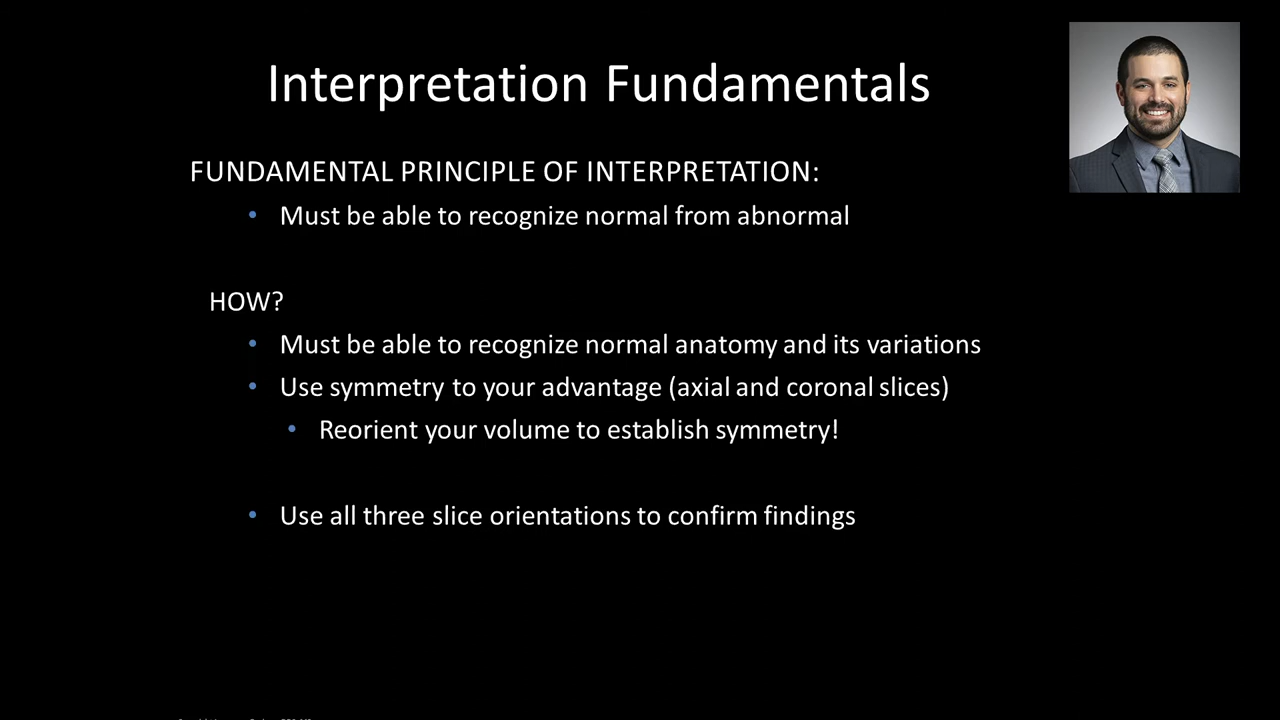 Interpretation Fundamentals
FUNDAMENTAL PRINCIPLE OF INTERPRETATION:
• Must be able to recognize normal from abnormal
HOW?
• Must be able to recognize normal anatomy and its variations
• Use symmetry to your advantage (axial and coronal slices)
• Reorient your volume to establish symmetry!
• Use all three slice orientations to confirm findings